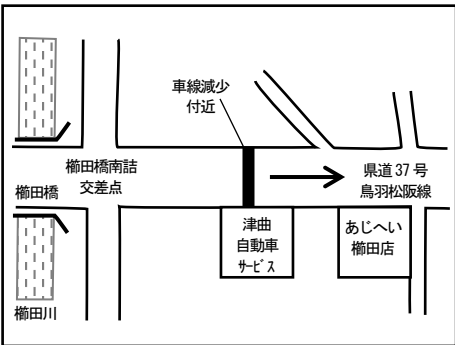 車線減少
付近
櫛田橋南詰
交差点
櫛田橋
県道37号
鳥羽松阪線
津曲
自動車
ｻｰﾋﾞｽ
あじへい
櫛田店
櫛田川